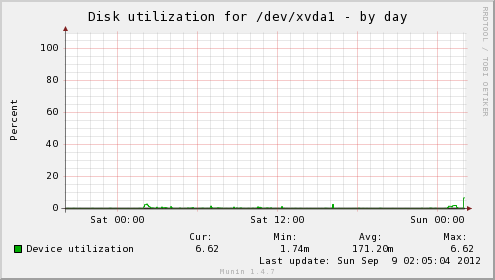 Disk utilization for /dev/xvda1 - by day
RRDTOOL / TOBI OETIKER
Percent
100
80
60
40
20
0
Sat 00:00 Sat 12:00 Sun 00:00
Cur: Min: Avg: Max:
Device utilization 6.62 1.74m 171.20m 6.62
Last update: Sun Sep 9 02:05:04 2012
Munin 1.4.7